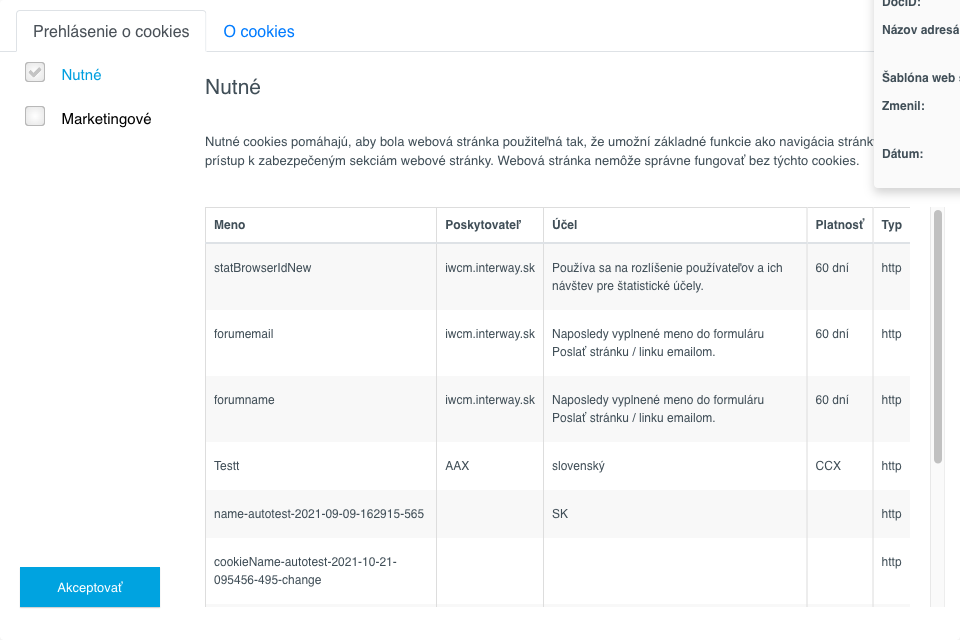 Prehlásenie o cookies
O cookies
DocID:
Názov adresá
Šablóna web
Zmenil:
Dátum:
Nutné
Marketingové
Nutné
Nutné cookies pomáhajú, aby bola webová stránka použiteľná tak, že umožní základné funkcie ako navigácia stránk
prístup k zabezpečeným sekciám webové stránky. Webová stránka nemôže správne fungovať bez týchto cookies.
Meno Poskytovateľ Účel Platnosť Typ
statBrowserIdNew iwcm.interway.sk Používa sa na rozlíšenie používateľov a ich 60 dní http
návštev pre štatistické účely.
forumemail iwcm.interway.sk Naposledy vyplnené meno do formuláru 60 dní http
Poslať stránku / linku emailom.
forumname iwcm.interway.sk Naposledy vyplnené meno do formuláru 60 dní http
Poslať stránku / linku emailom.
Testt AAX slovenský CCX http
name-autotest-2021-09-09-162915-565 SK http
cookieName-autotest-2021-10-21- http
095456-495-change
Akceptovať